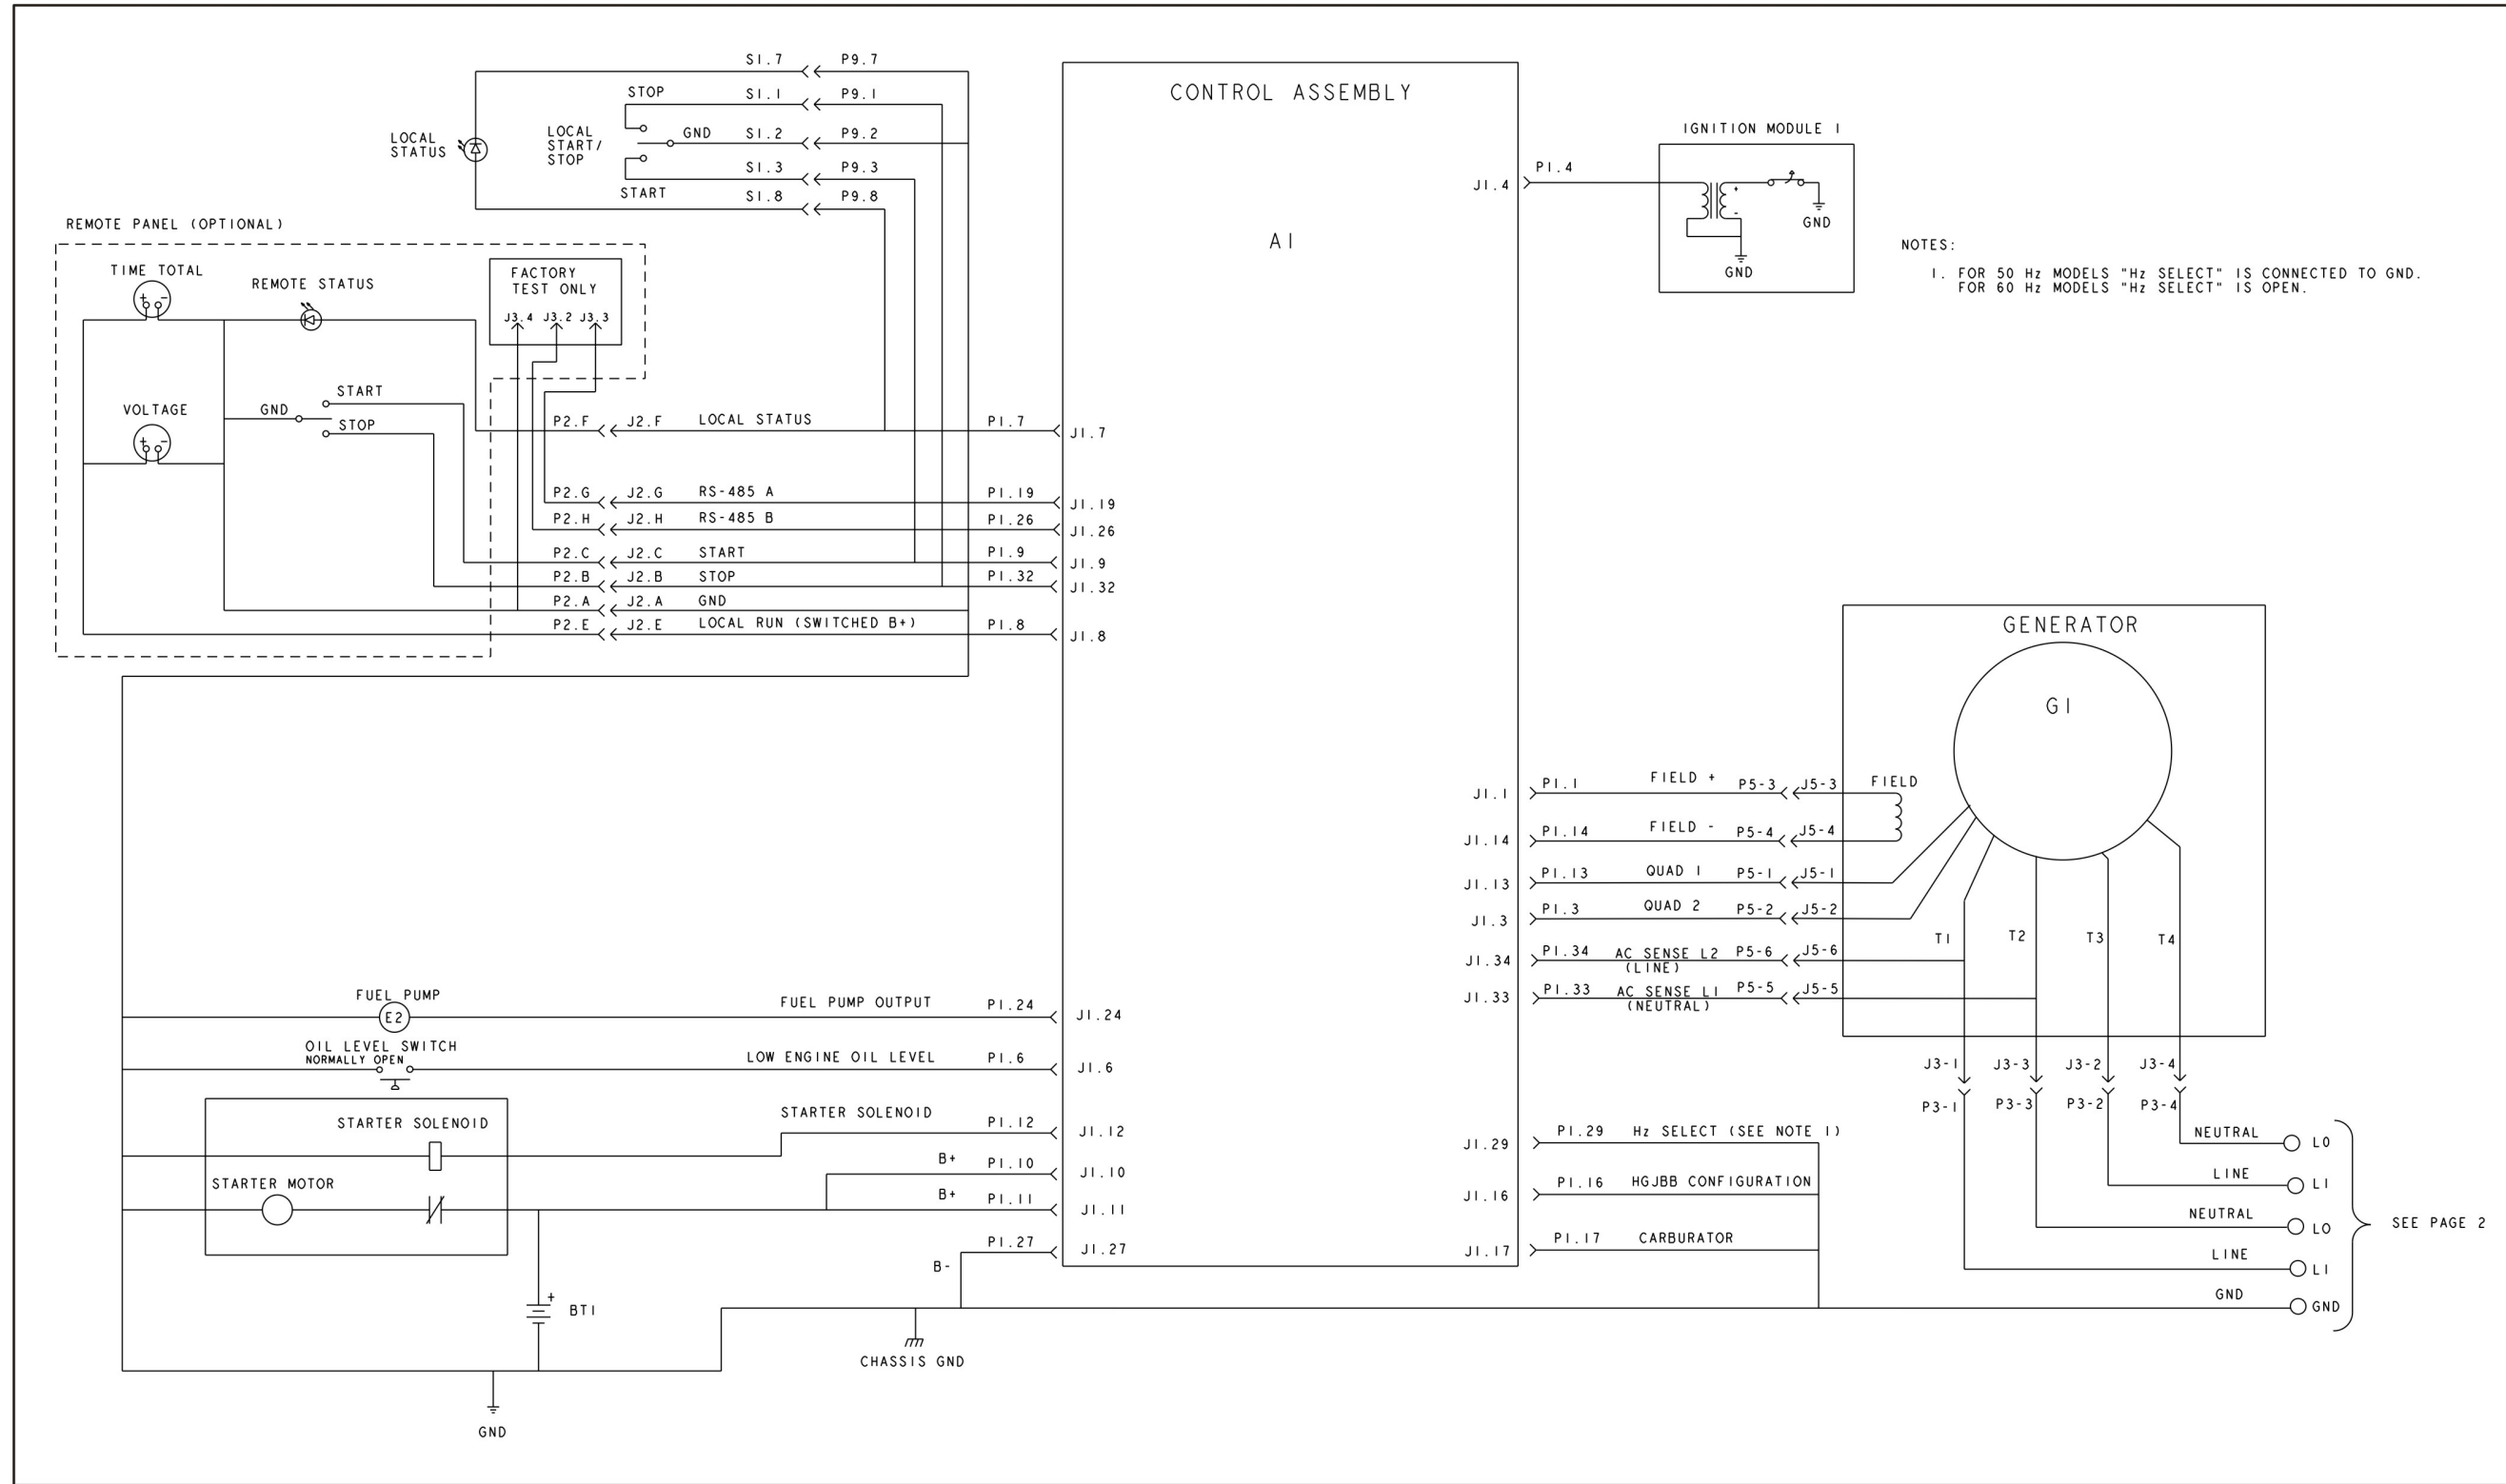 S1.7 P9.7
STOP S1.1 P9.1
LOCAL STATUS
LOCAL START/ STOP
GND S1.2 P9.2
S1.3 P9.3
START
S1.8 P9.8
CONTROL ASSEMBLY
A1
J1.4 P1.4
IGNITION MODULE 1
+
-
GND
GND
NOTES:
1. FOR 50 Hz MODELS "Hz SELECT" IS CONNECTED TO GND.
FOR 60 Hz MODELS "Hz SELECT" IS OPEN.
REMOTE PANEL (OPTIONAL)
TIME TOTAL
+ -
REMOTE STATUS
FACTORY
TEST ONLY
J3.4 J3.2 J3.3
VOLTAGE
+ -
GND
START
STOP
P2.F J2.F LOCAL STATUS P1.7 J1.7
P2.G J2.G RS-485 A P1.19 J1.19
P2.H J2.H RS-485 B P1.26 J1.26
P2.C J2.C START P1.9 J1.9
P2.B J2.B STOP P1.32 J1.32
P2.A J2.A GND
P2.E J2.E LOCAL RUN (SWITCHED B+) P1.8 J1.8
GENERATOR
G1
J1.1 P1.1 FIELD + P5-3 J5-3 FIELD
J1.14 P1.14 FIELD - P5-4 J5-4
J1.13 P1.13 QUAD 1 P5-1 J5-1
J1.3 P1.3 QUAD 2 P5-2 J5-2
J1.34 P1.34 AC SENSE L2 P5-6 J5-6
(LINE)
J1.33 P1.33 AC SENSE L1 P5-5 J5-5
(NEUTRAL)
T1 T2 T3 T4
J3-1 J3-3 J3-2 J3-4
P3-1 P3-3 P3-2 P3-4
FUEL PUMP
E2
FUEL PUMP OUTPUT P1.24 J1.24
OIL LEVEL SWITCH
NORMALLY OPEN
LOW ENGINE OIL LEVEL P1.6 J1.6
STARTER SOLENOID
STARTER SOLENOID P1.12 J1.12
B+ P1.10 J1.10
STARTER MOTOR
B+ P1.11 J1.11
P1.27 J1.27
B-
+
BT1
CHASSIS GND
GND
J1.29 P1.29 Hz SELECT (SEE NOTE 1)
J1.16 P1.16 HGJBB CONFIGURATION
J1.17 P1.17 CARBURATOR
NEUTRAL L0
LINE L1
NEUTRAL LO
LINE L1
GND GND
SEE PAGE 2